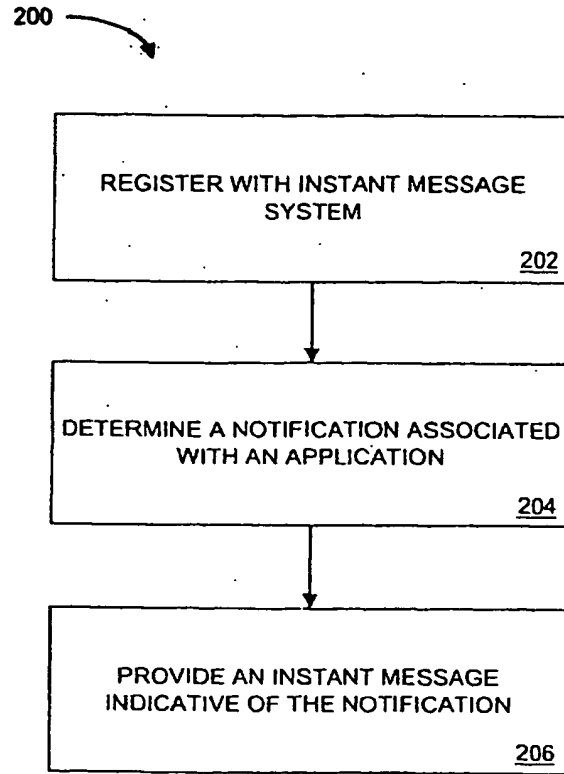 200
REGISTER WITH INSTANT MESSAGE
SYSTEM
202
DETERMINE A NOTIFICATION ASSOCIATED
WITH AN APPLICATION
204
PROVIDE AN INSTANT MESSAGE
INDICATIVE OF THE NOTIFICATION
206